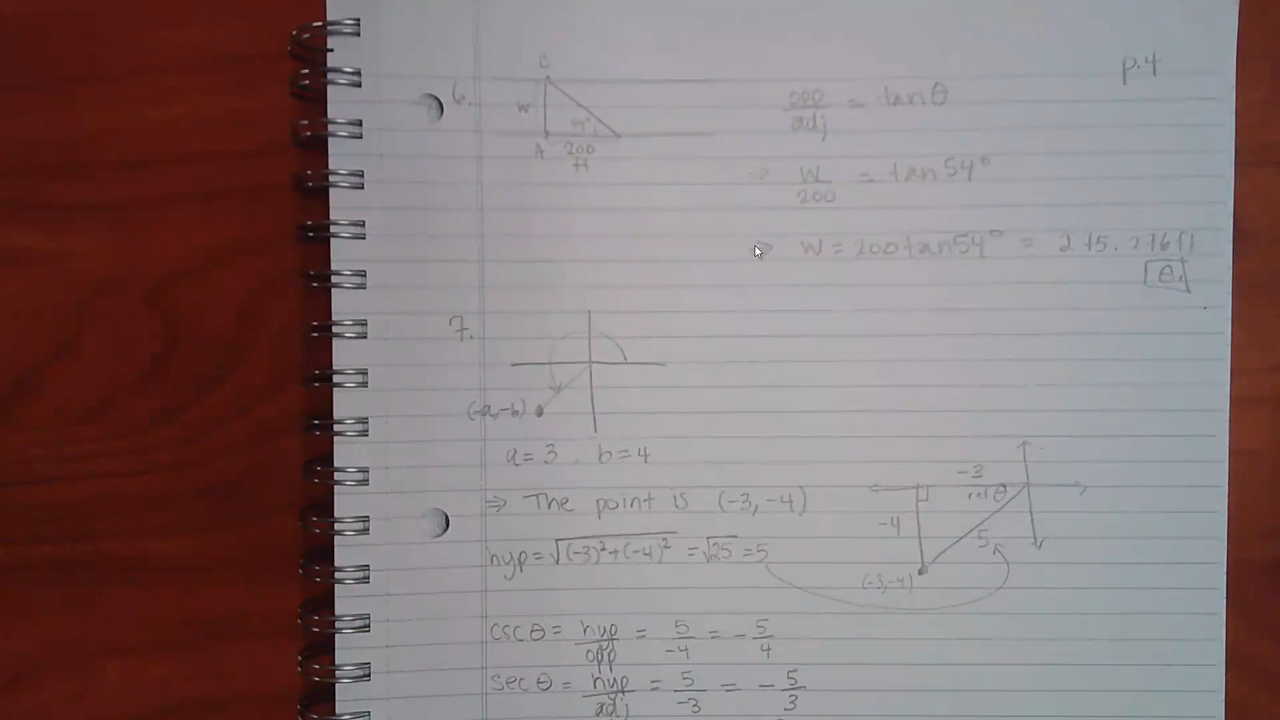 p.4
6.
W
A
200
ft
opp/adj = tan θ
⇒ W/200 = tan 54°
⇒ W = 200 tan 54° = 275.276 ft
7.
(-a,-b)
a = 3, b = 4
⇒ The point is (-3, -4)
hyp = √((-3)²+(-4)²) = √25 = 5
-3
ref θ
-4
5
(-3,-4)
csc θ = hyp/opp = 5/-4 = -5/4
sec θ = hyp/adj = 5/-3 = -5/3